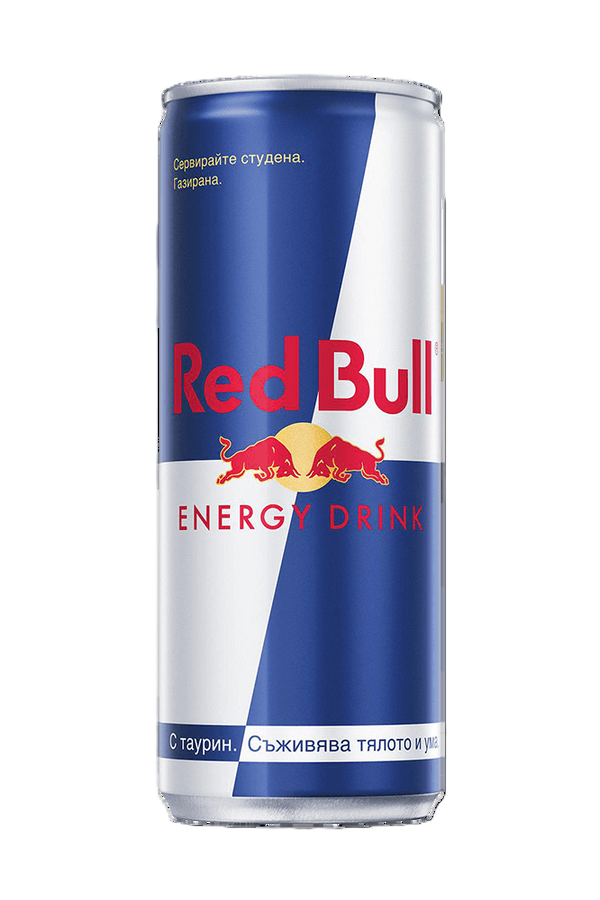 Сервирайте студена.
Газирана.
Red Bull
ENERGY DRINK
С таурин. Съживява тялото и ума.